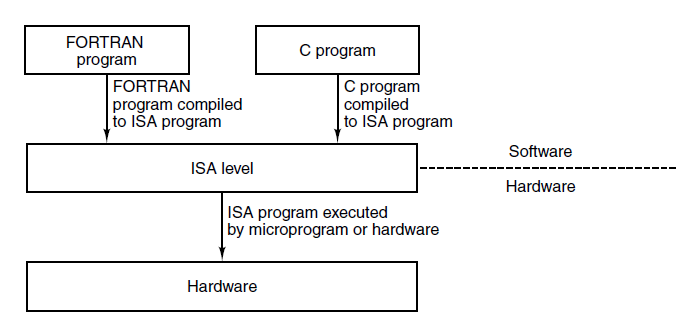 FORTRAN
program
C program
FORTRAN
program compiled
to ISA program
C program
compiled
to ISA program
ISA level
Software
Hardware
ISA program executed
by microprogram or hardware
Hardware